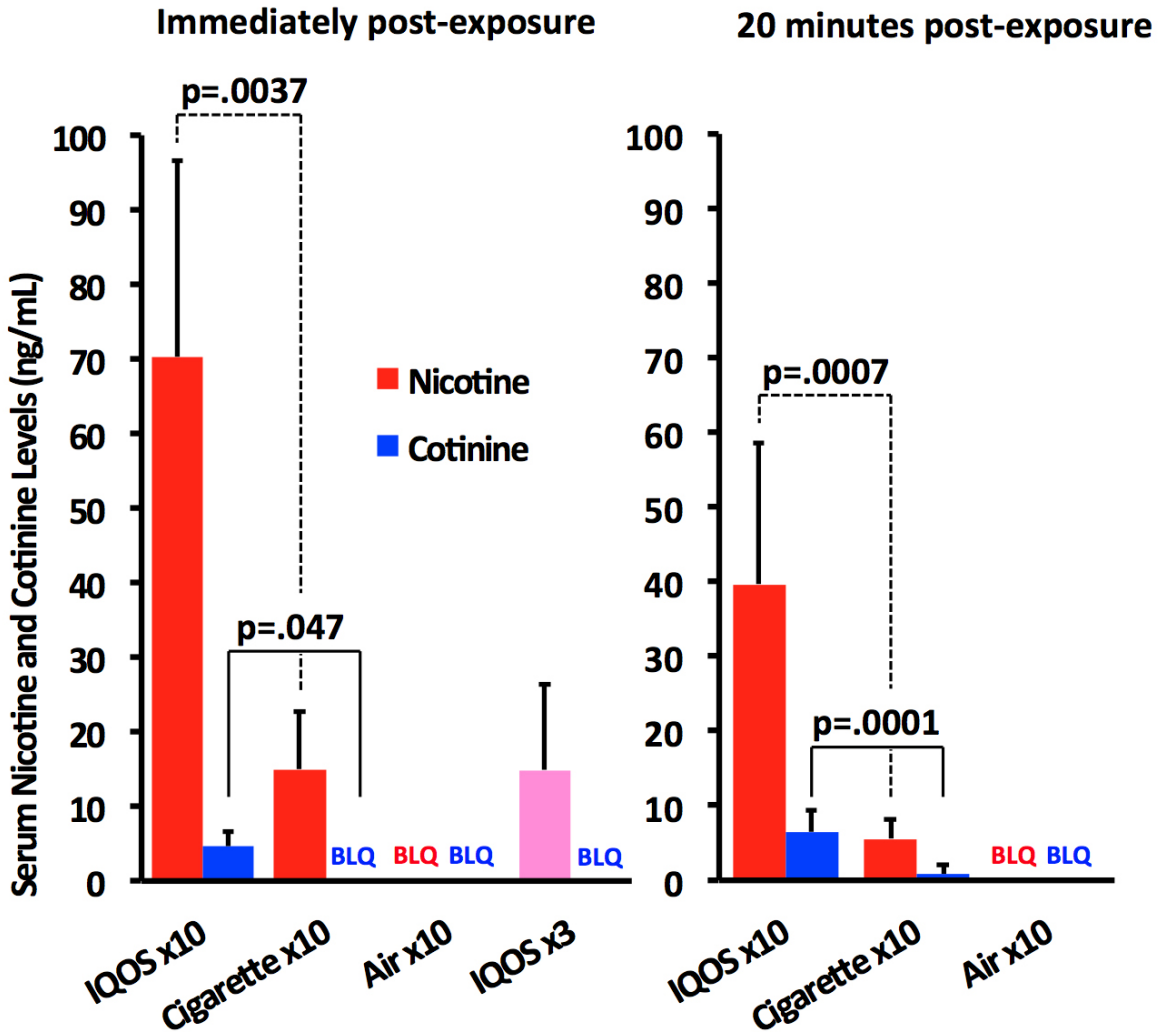 Immediately post-exposure
20 minutes post-exposure
p=.0037
100
90
80
70
60
50
40
30
20
10
0
Serum Nicotine and Cotinine Levels (ng/mL)
Nicotine
Cotinine
p=.047
BLQ
BLQ
BLQ
BLQ
IQOS x10
Cigarette x10
Air x10
IQOS x3
100
90
80
70
60
50
40
30
20
10
0
p=.0007
p=.0001
BLQ
BLQ
IQOS x10
Cigarette x10
Air x10